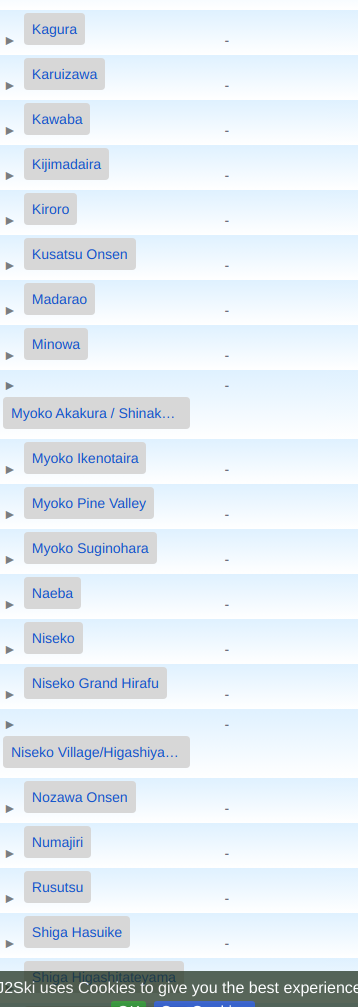 Kagura
-
Karuizawa
-
Kawaba
-
Kijimadaira
-
Kiroro
-
Kusatsu Onsen
-
Madarao
-
Minowa
-
-
Myoko Akakura / Shinak…
Myoko Ikenotaira
-
Myoko Pine Valley
-
Myoko Suginohara
-
Naeba
-
Niseko
-
Niseko Grand Hirafu
-
-
Niseko Village/Higashiya…
Nozawa Onsen
-
Numajiri
-
Rusutsu
-
Shiga Hasuike
-
Shiga Higashitateyama
J2Ski uses Cookies to give you the best experience